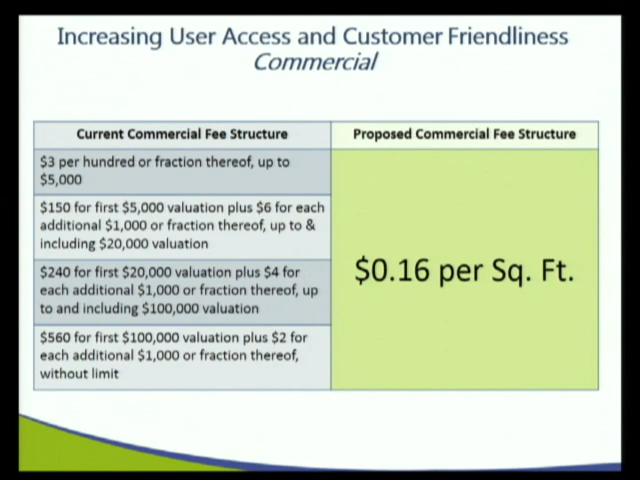 Increasing User Access and Customer Friendliness
Commercial
Current Commercial Fee Structure
Proposed Commercial Fee Structure
$3 per hundred or fraction thereof, up to
$5,000
$150 for first $5,000 valuation plus $6 for each
additional $1,000 or fraction thereof, up to &
including $20,000 valuation
$240 for first $20,000 valuation plus $4 for
each additional $1,000 or fraction thereof, up
to and including $100,000 valuation
$560 for first $100,000 valuation plus $2 for
each additional $1,000 or fraction thereof,
without limit
$0.16 per Sq. Ft.